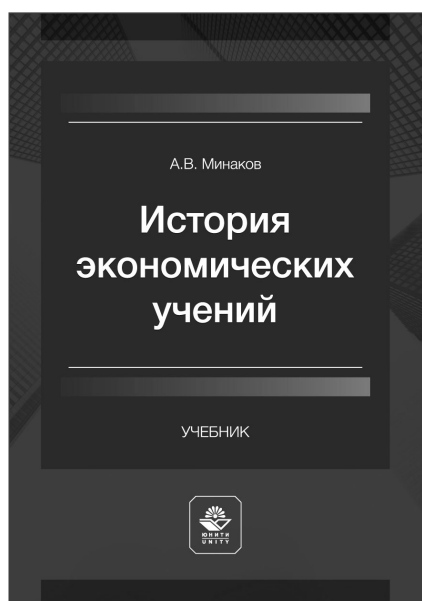 А.В. Минаков
История
экономических
учений
УЧЕБНИК
ЮНИТИ
UNITY